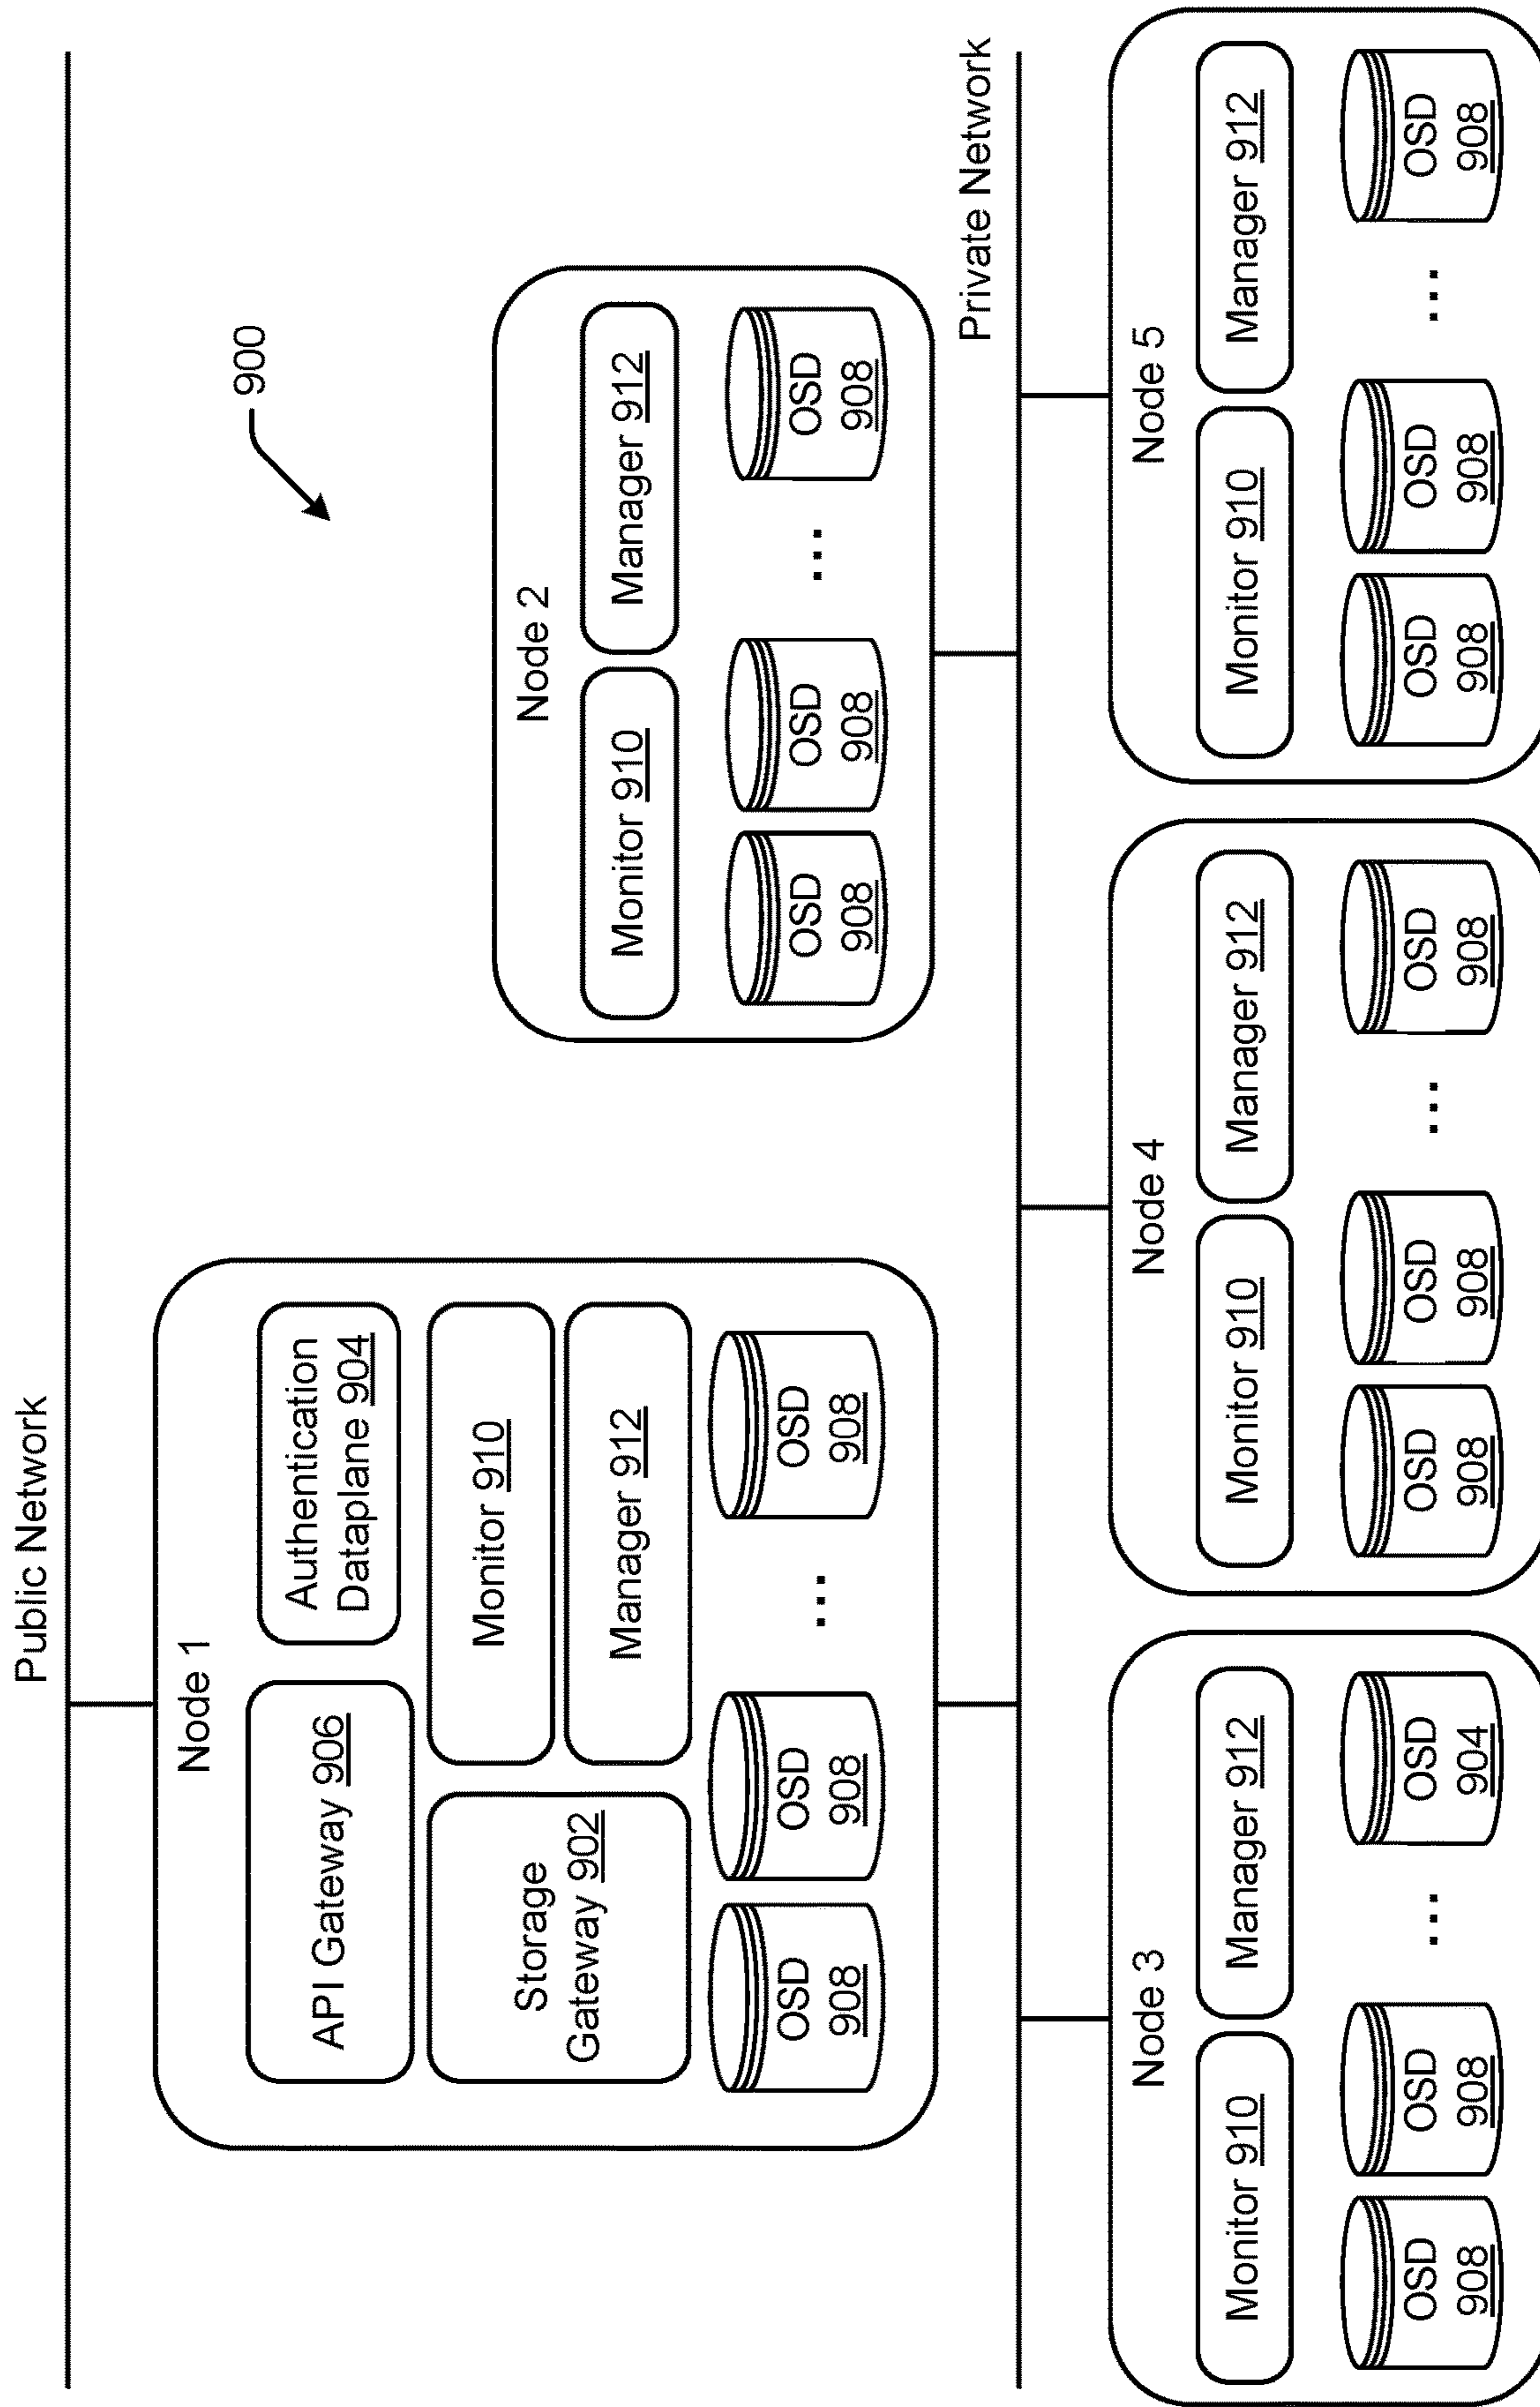 Public Network
900
Node 1
API Gateway 906
Authentication
Dataplane 904
Storage
Gateway 902
Monitor 910
Manager 912
OSD
908
OSD
908
...
OSD
908
Node 2
Monitor 910
Manager 912
OSD
908
OSD
908
...
OSD
908
Private Network
Node 3
Monitor 910
Manager 912
OSD
908
OSD
908
...
OSD
904
Node 4
Monitor 910
Manager 912
OSD
908
OSD
908
...
OSD
908
Node 5
Monitor 910
Manager 912
OSD
908
OSD
908
...
OSD
908